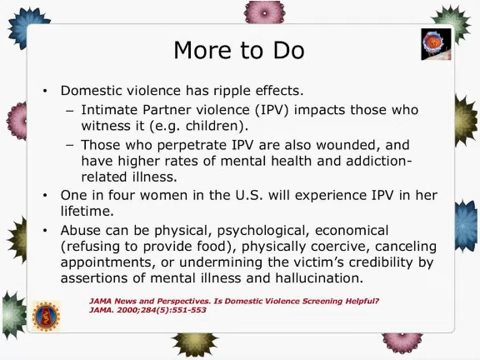 More to Do
• Domestic violence has ripple effects.
– Intimate Partner violence (IPV) impacts those who
witness it (e.g. children).
– Those who perpetrate IPV are also wounded, and
have higher rates of mental health and addiction-
related illness.
• One in four women in the U.S. will experience IPV in her
lifetime.
• Abuse can be physical, psychological, economical
(refusing to provide food), physically coercive, canceling
appointments, or undermining the victim's credibility by
assertions of mental illness and hallucination.
JAMA News and Perspectives. Is Domestic Violence Screening Helpful?
JAMA. 2000;284(5):551-553